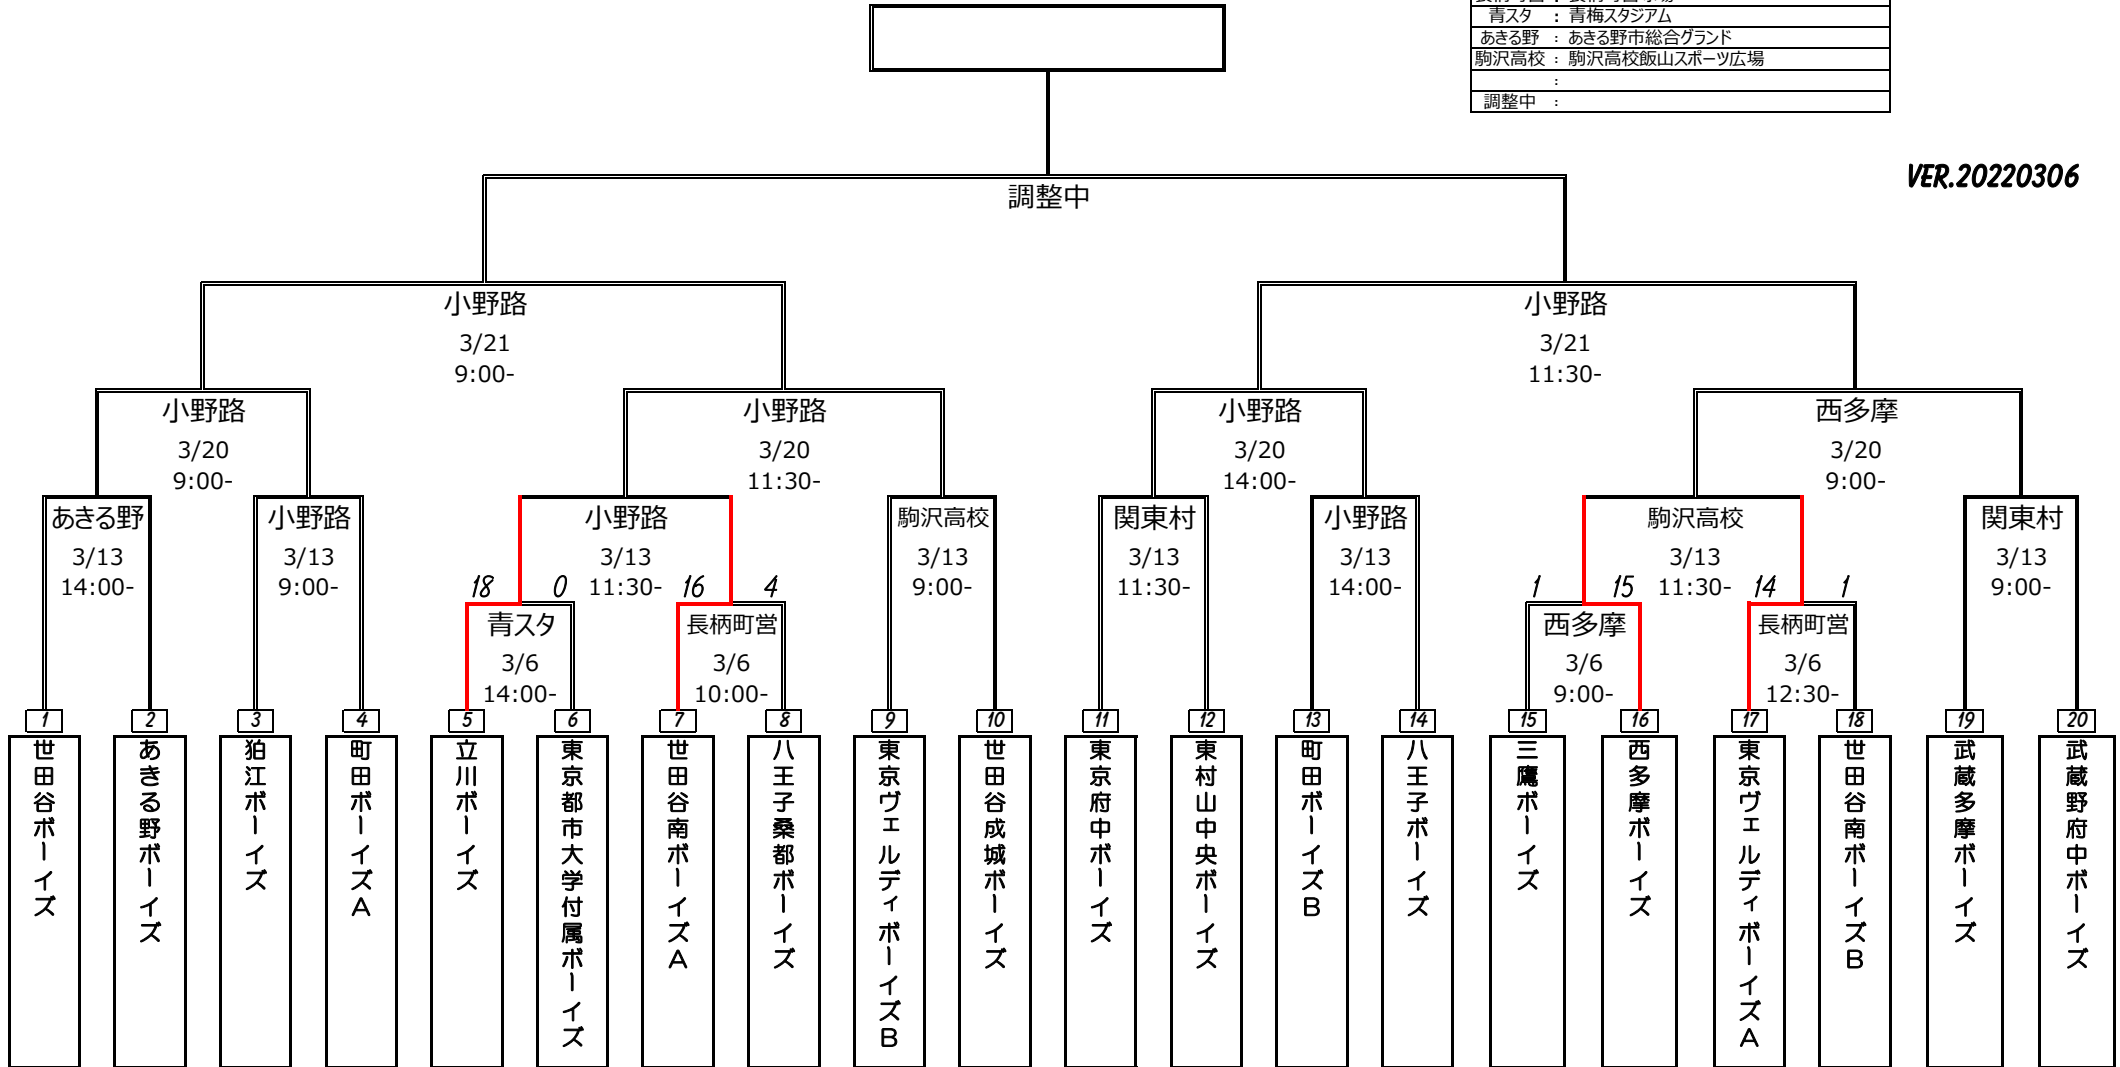 青スタ : 青梅スタジアム
あきる野 : あきる野市総合グランド
駒沢高校 : 駒沢高校飯山スポーツ広場
:
調整中 :
VER.20220306
調整中
小野路
3/21
9:00-
小野路
3/21
11:30-
小野路
3/20
9:00-
小野路
3/20
11:30-
小野路
3/20
14:00-
西多摩
3/20
9:00-
あきる野
3/13
14:00-
小野路
3/13
9:00-
小野路
3/13
11:30-
駒沢高校
3/13
9:00-
関東村
3/13
11:30-
小野路
3/13
14:00-
駒沢高校
3/13
11:30-
関東村
3/13
9:00-
18 0
青スタ
3/6
14:00-
16 4
長柄町営
3/6
10:00-
1 15
西多摩
3/6
9:00-
14 1
長柄町営
3/6
12:30-
1
世田谷ボーイズ
2
あきる野ボーイズ
3
狛江ボーイズ
4
町田ボーイズA
5
立川ボーイズ
6
東京都市大学付属ボーイズ
7
世田谷南ボーイズA
8
八王子桑都ボーイズ
9
東京ヴェルディボーイズB
10
世田谷成城ボーイズ
11
東京府中ボーイズ
12
東村山中央ボーイズ
13
町田ボーイズB
14
八王子ボーイズ
15
三鷹ボーイズ
16
西多摩ボーイズ
17
東京ヴェルディボーイズA
18
世田谷南ボーイズB
19
武蔵多摩ボーイズ
20
武蔵野府中ボーイズ